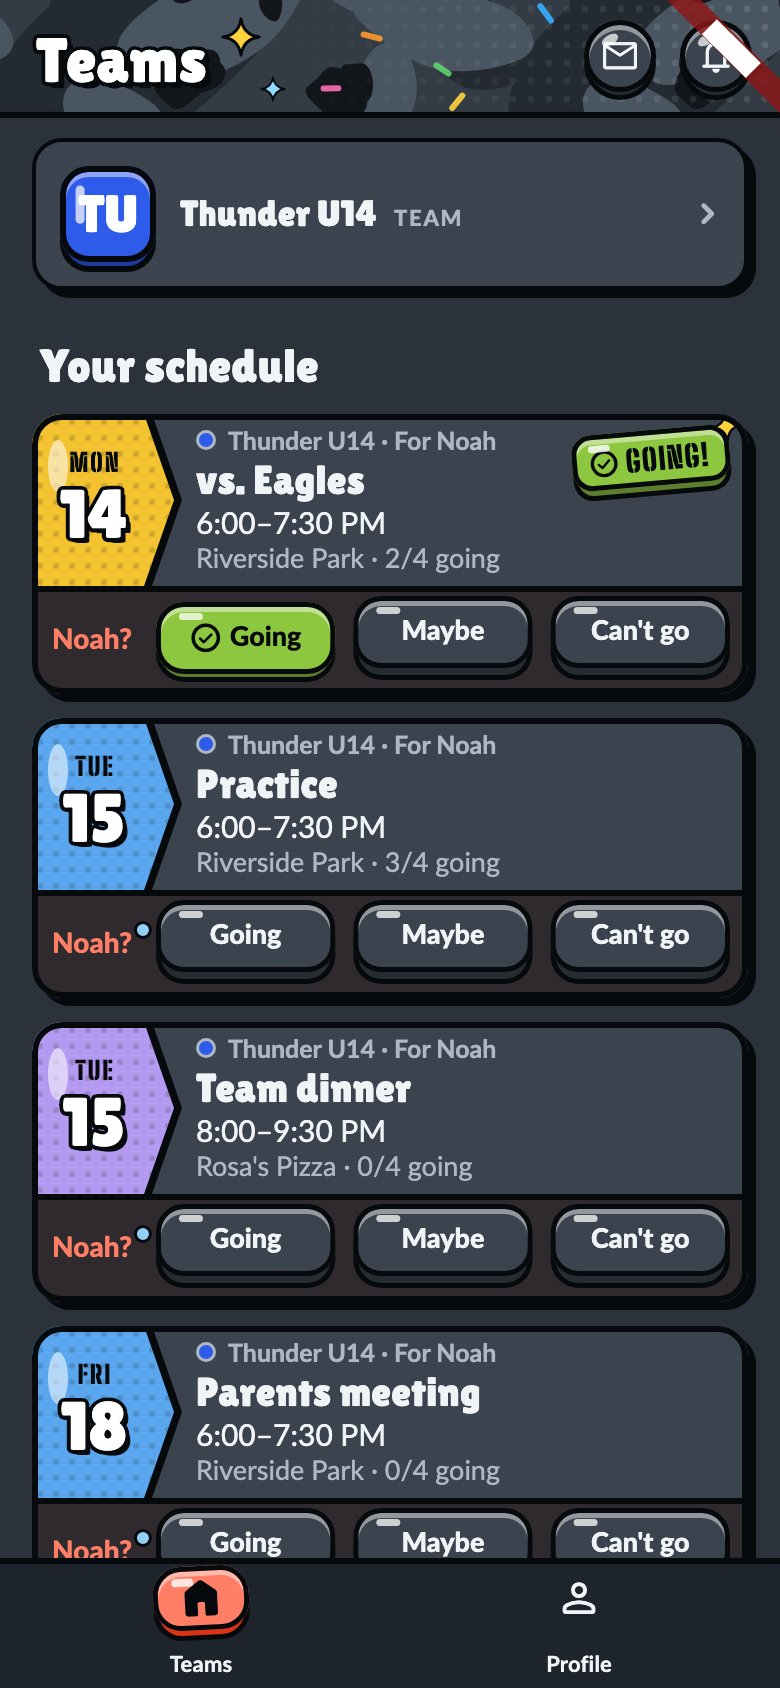 Teams
TU
Thunder U14 TEAM
Your schedule
MON
14
Thunder U14 · For Noah
vs. Eagles
6:00–7:30 PM
Riverside Park · 2/4 going
GOING!
Noah?
Going
Maybe
Can't go
TUE
15
Thunder U14 · For Noah
Practice
6:00–7:30 PM
Riverside Park · 3/4 going
Noah?
Going
Maybe
Can't go
TUE
15
Thunder U14 · For Noah
Team dinner
8:00–9:30 PM
Rosa's Pizza · 0/4 going
Noah?
Going
Maybe
Can't go
FRI
18
Thunder U14 · For Noah
Parents meeting
6:00–7:30 PM
Riverside Park · 0/4 going
Noah?
Going
Maybe
Can't go
Teams
Profile